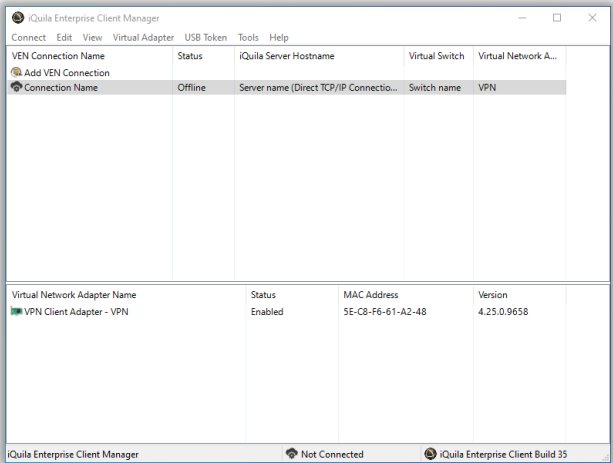 iQuila Enterprise Client Manager
Connect Edit View Virtual Adapter USB Token Tools Help
VEN Connection Name Status iQuila Server Hostname Virtual Switch Virtual Network A...
Add VEN Connection
Connection Name Offline Server name (Direct TCP/IP Connectio... Switch name VPN
Virtual Network Adapter Name Status MAC Address Version
VPN Client Adapter - VPN Enabled 5E-C8-F6-61-A2-48 4.25.0.9658
iQuila Enterprise Client Manager Not Connected iQuila Enterprise Client Build 35